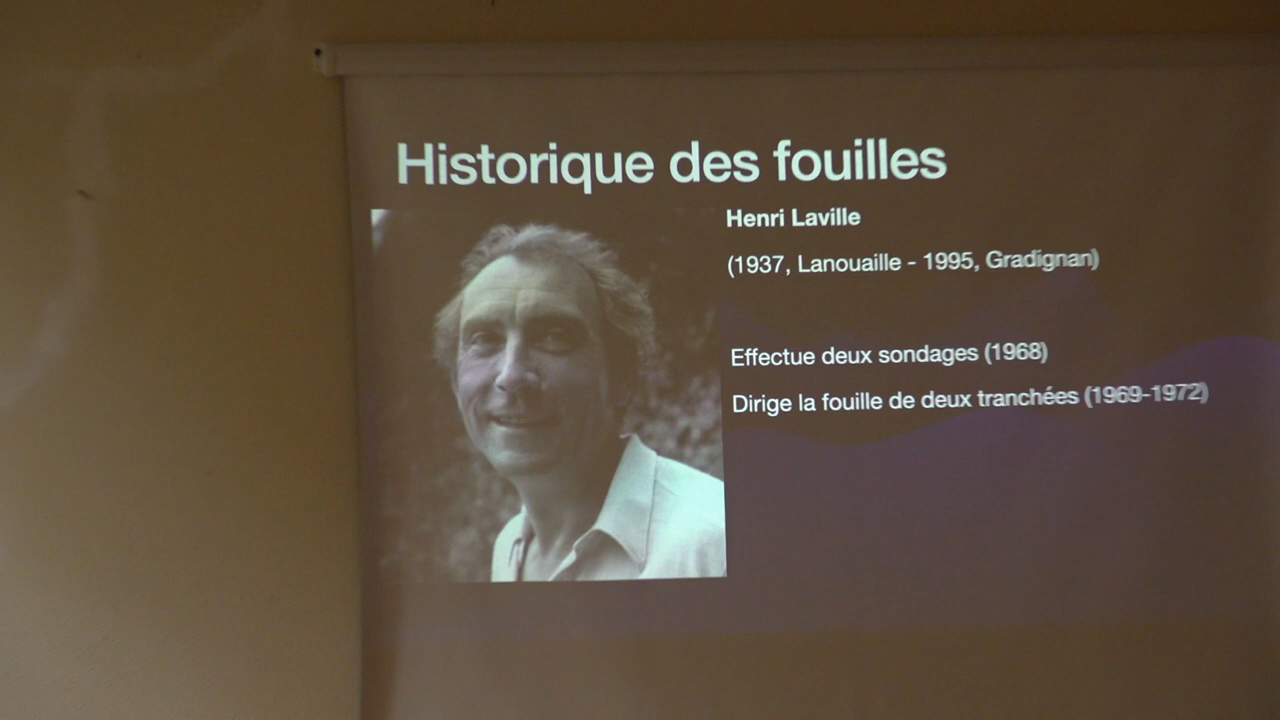 Historique des fouilles
Henri Laville
(1937, Lanouaille - 1995, Gradignan)
Effectue deux sondages (1968)
Dirige la fouille de deux tranchées (1969-1972)